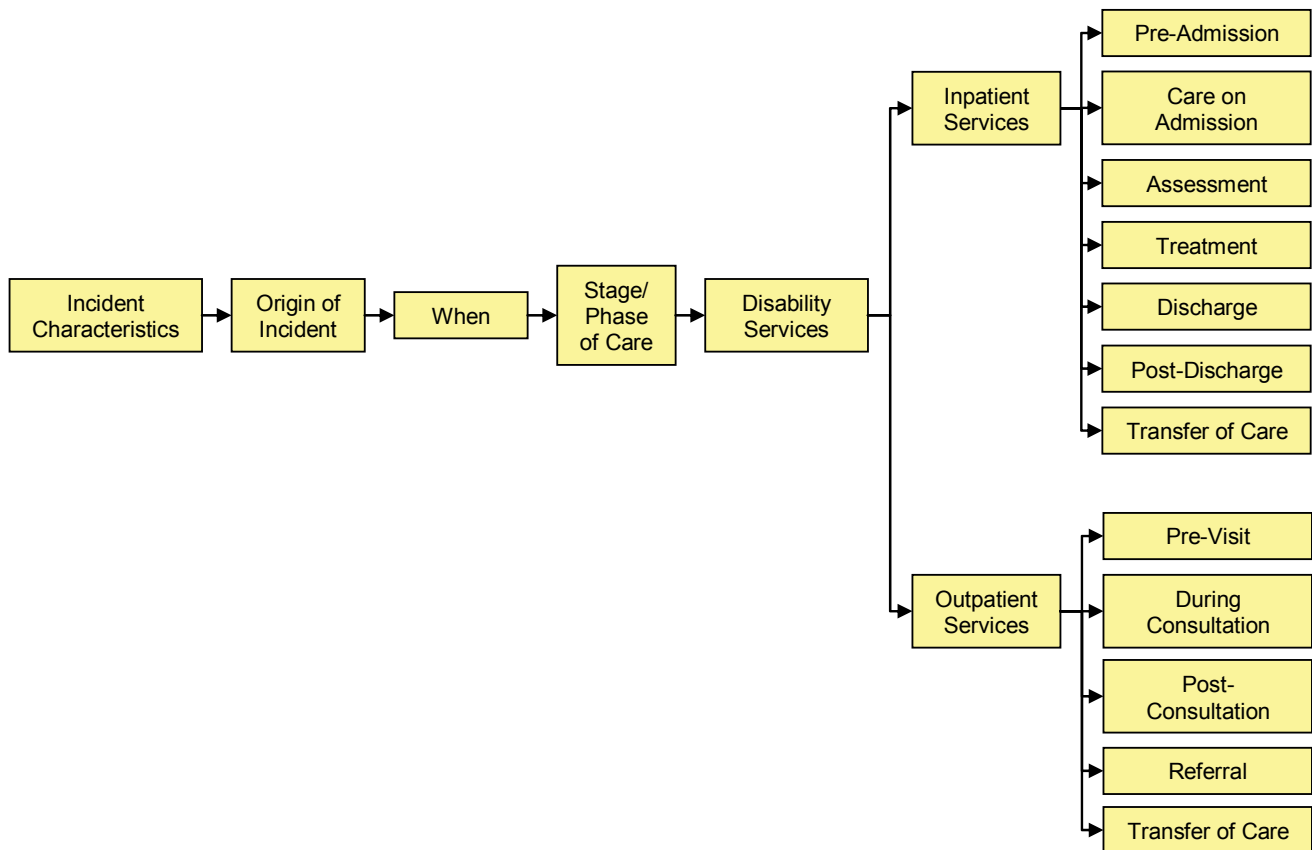 Incident
Characteristics
Origin of
Incident
When
Stage/
Phase
of Care
Disability
Services
Inpatient
Services
Pre-Admission
Care on
Admission
Assessment
Treatment
Discharge
Post-Discharge
Transfer of Care
Outpatient
Services
Pre-Visit
During
Consultation
Post-
Consultation
Referral
Transfer of Care